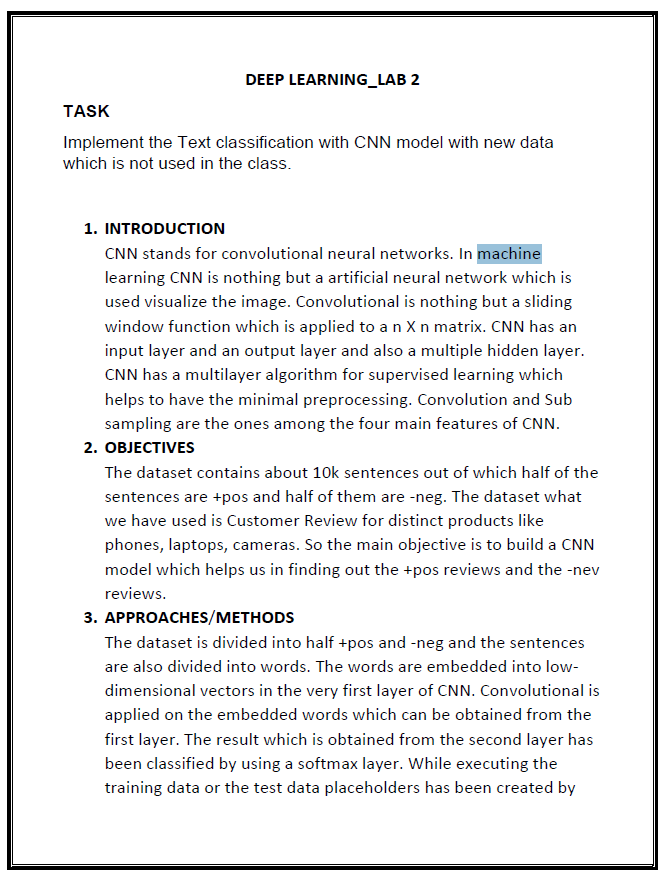 DEEP LEARNING_LAB 2
TASK
Implement the Text classification with CNN model with new data
which is not used in the class.
1. INTRODUCTION
CNN stands for convolutional neural networks. In machine
learning CNN is nothing but a artificial neural network which is
used visualize the image. Convolutional is nothing but a sliding
window function which is applied to a n X n matrix. CNN has an
input layer and an output layer and also a multiple hidden layer.
CNN has a multilayer algorithm for supervised learning which
helps to have the minimal preprocessing. Convolution and Sub
sampling are the ones among the four main features of CNN.
2. OBJECTIVES
The dataset contains about 10k sentences out of which half of the
sentences are +pos and half of them are -neg. The dataset what
we have used is Customer Review for distinct products like
phones, laptops, cameras. So the main objective is to build a CNN
model which helps us in finding out the +pos reviews and the -nev
reviews.
3. APPROACHES/METHODS
The dataset is divided into half +pos and -neg and the sentences
are also divided into words. The words are embedded into low-
dimensional vectors in the very first layer of CNN. Convolutional is
applied on the embedded words which can be obtained from the
first layer. The result which is obtained from the second layer has
been classified by using a softmax layer. While executing the
training data or the test data placeholders has been created by